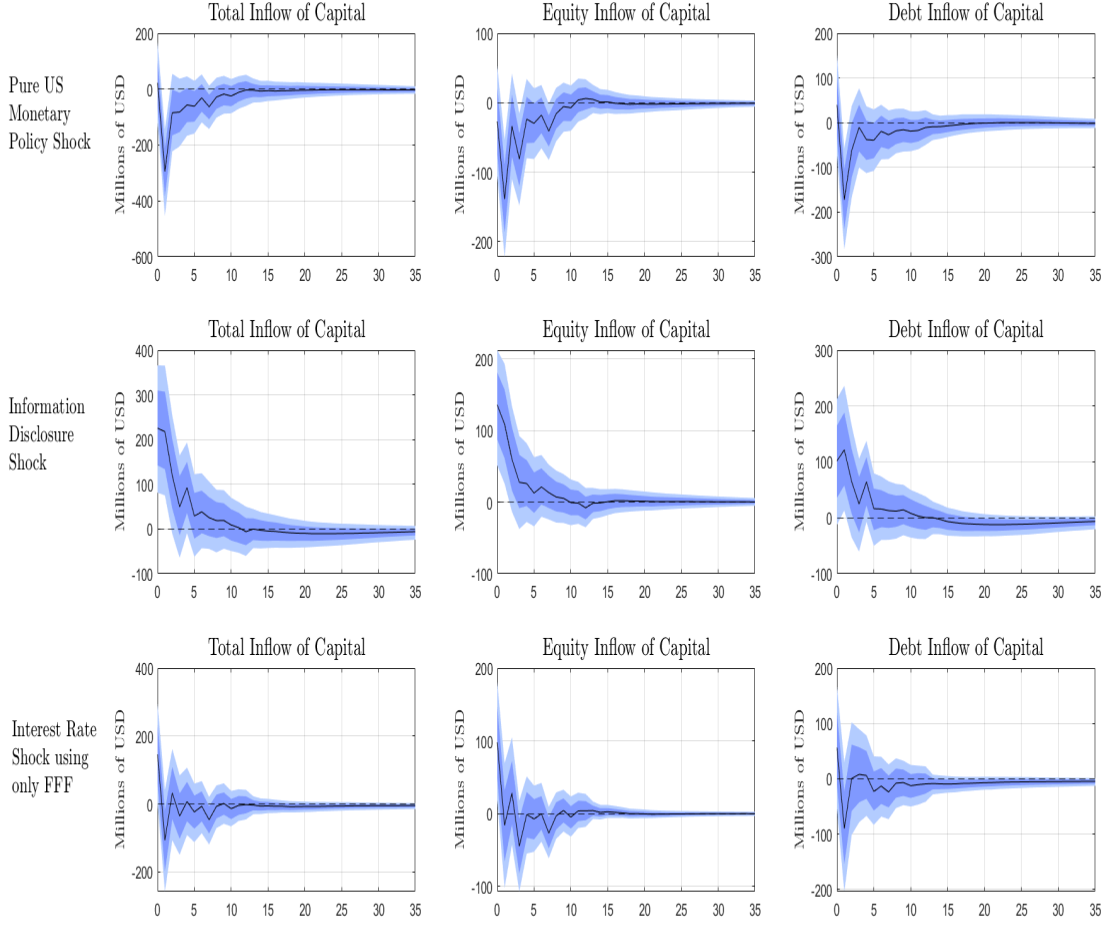 Total Inflow of Capital
Equity Inflow of Capital
Debt Inflow of Capital
Pure US
Monetary
Policy Shock
Millions of USD
200
0
-200
-400
-600
0 5 10 15 20 25 30 35
Millions of USD
100
0
-100
-200
0 5 10 15 20 25 30 35
Millions of USD
200
100
0
-100
-200
-300
0 5 10 15 20 25 30 35
Total Inflow of Capital
Equity Inflow of Capital
Debt Inflow of Capital
Information
Disclosure
Shock
Millions of USD
400
300
200
100
0
-100
0 5 10 15 20 25 30 35
Millions of USD
200
100
0
-100
0 5 10 15 20 25 30 35
Millions of USD
300
200
100
0
-100
0 5 10 15 20 25 30 35
Total Inflow of Capital
Equity Inflow of Capital
Debt Inflow of Capital
Interest Rate
Shock using
only FFF
Millions of USD
400
200
0
-200
0 5 10 15 20 25 30 35
Millions of USD
200
100
0
-100
0 5 10 15 20 25 30 35
Millions of USD
200
100
0
-100
-200
0 5 10 15 20 25 30 35